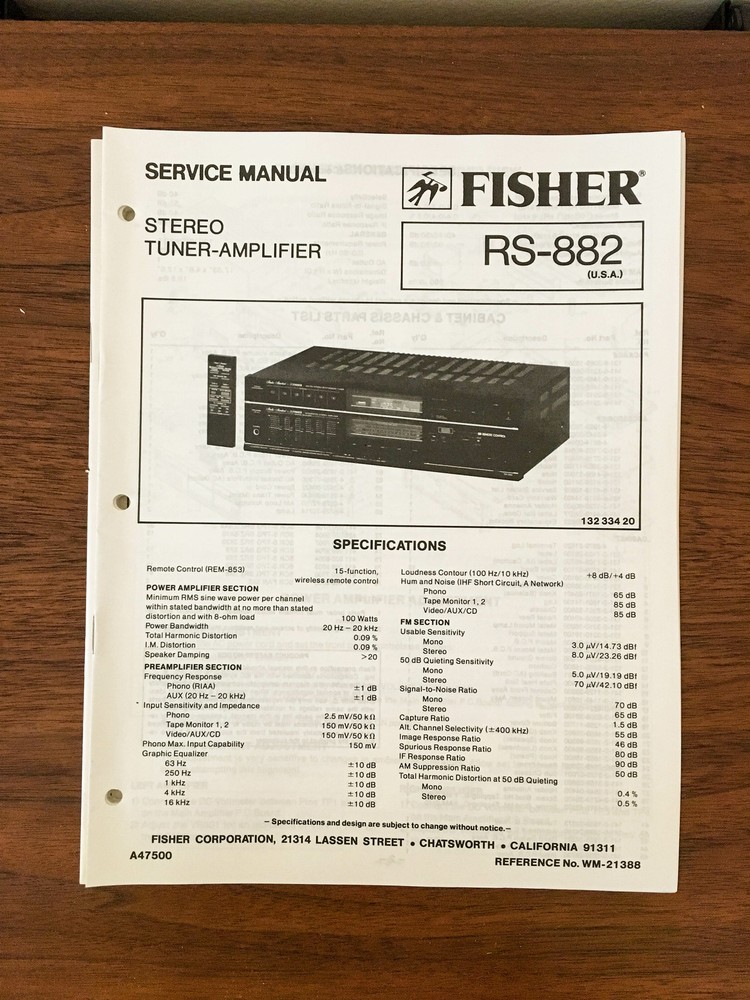 SERVICE MANUAL
FISHER®
STEREO
TUNER-AMPLIFIER
RS-882
(U.S.A.)
132 334 20
SPECIFICATIONS
Remote Control (REM-853) 15-function,
wireless remote control
POWER AMPLIFIER SECTION
Minimum RMS sine wave power per channel
within stated bandwidth at no more than stated
distortion and with 8-ohm load 100 Watts
Power Bandwidth 20 Hz – 20 kHz
Total Harmonic Distortion 0.09 %
I.M. Distortion 0.09 %
Speaker Damping >20
PREAMPLIFIER SECTION
Frequency Response
Phono (RIAA) ±1 dB
AUX (20 Hz – 20 kHz) ±1 dB
Input Sensitivity and Impedance
Phono 2.5 mV/50 kΩ
Tape Monitor 1, 2 150 mV/50 kΩ
Video/AUX/CD 150 mV/50 kΩ
Phono Max. Input Capability 150 mV
Graphic Equalizer
63 Hz ±10 dB
250 Hz ±10 dB
1 kHz ±10 dB
4 kHz ±10 dB
16 kHz ±10 dB
Loudness Contour (100 Hz/10 kHz) +8 dB/+4 dB
Hum and Noise (IHF Short Circuit, A Network)
Phono 65 dB
Tape Monitor 1, 2 85 dB
Video/AUX/CD 85 dB
FM SECTION
Usable Sensitivity
Mono 3.0 µV/14.73 dBf
Stereo 8.0 µV/23.26 dBf
50 dB Quieting Sensitivity
Mono 5.0 µV/19.19 dBf
Stereo 70 µV/42.10 dBf
Signal-to-Noise Ratio
Mono 70 dB
Stereo 65 dB
Capture Ratio 1.5 dB
Alt. Channel Selectivity (±400 kHz) 55 dB
Image Response Ratio 46 dB
Spurious Response Ratio 80 dB
IF Response Ratio 90 dB
AM Suppression Ratio 50 dB
Total Harmonic Distortion at 50 dB Quieting
Mono 0.4 %
Stereo 0.5 %
– Specifications and design are subject to change without notice. –
FISHER CORPORATION, 21314 LASSEN STREET • CHATSWORTH • CALIFORNIA 91311
A47500
REFERENCE No. WM-21388